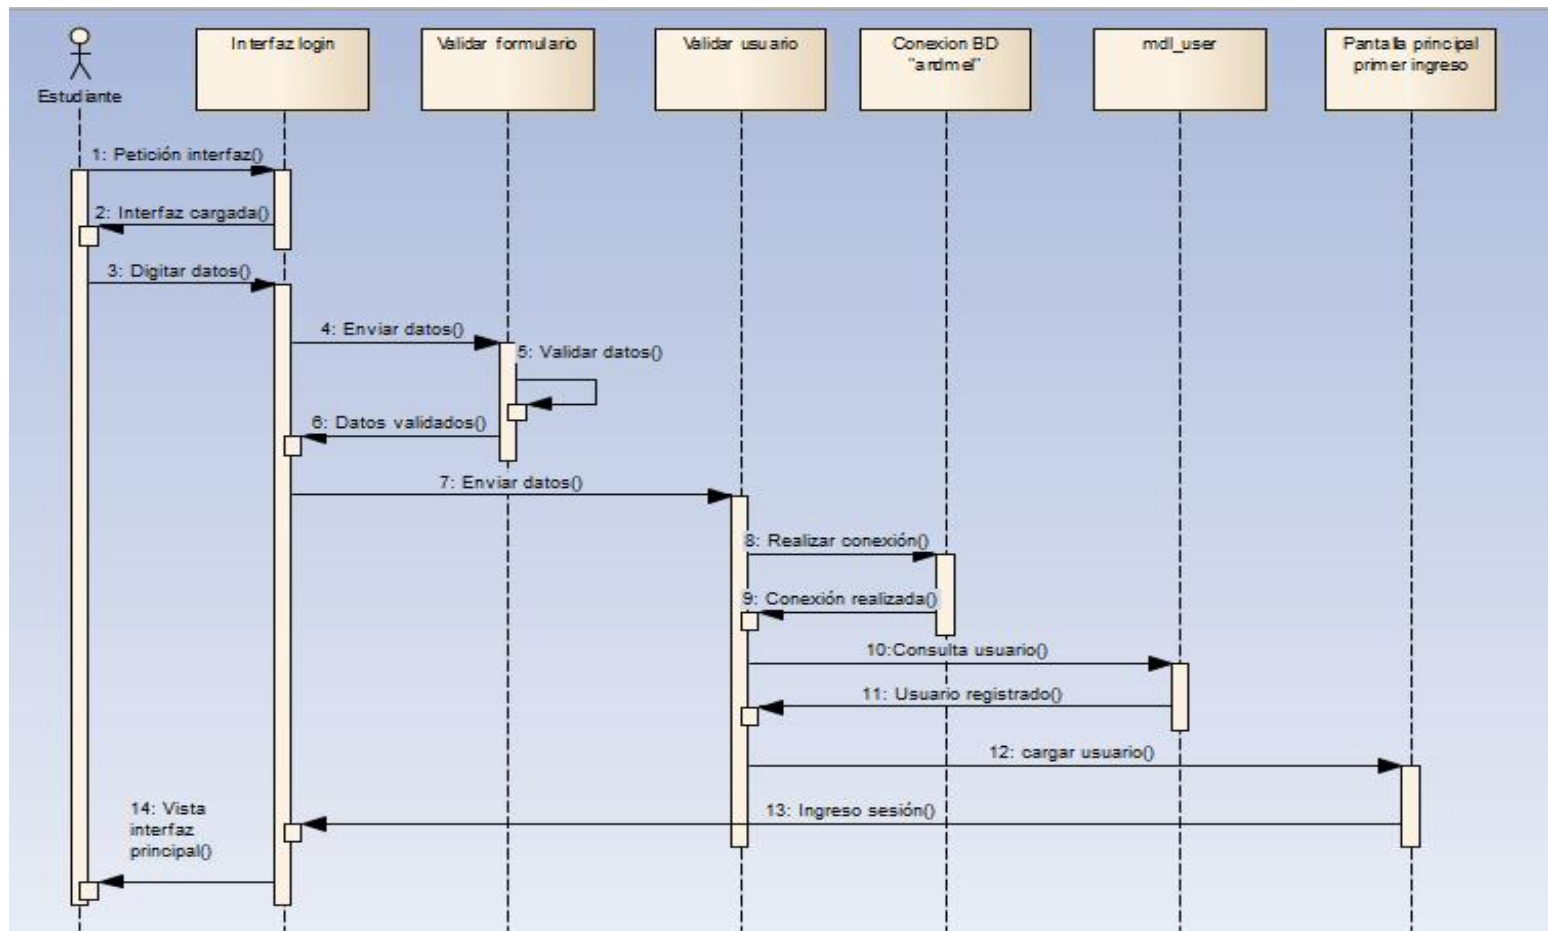 Estudiante
Interfaz login
Validar formulario
Validar usuario
Conexion BD
"andmel"
mdl_user
Pantalla principal
primer ingreso
1: Petición interfaz()
2: Interfaz cargada()
3: Digitar datos()
4: Enviar datos()
5: Validar datos()
6: Datos validados()
7: Enviar datos()
8: Realizar conexión()
9: Conexión realizada()
10:Consulta usuario()
11: Usuario registrado()
12: cargar usuario()
13: Ingreso sesión()
14: Vista
interfaz
principal()